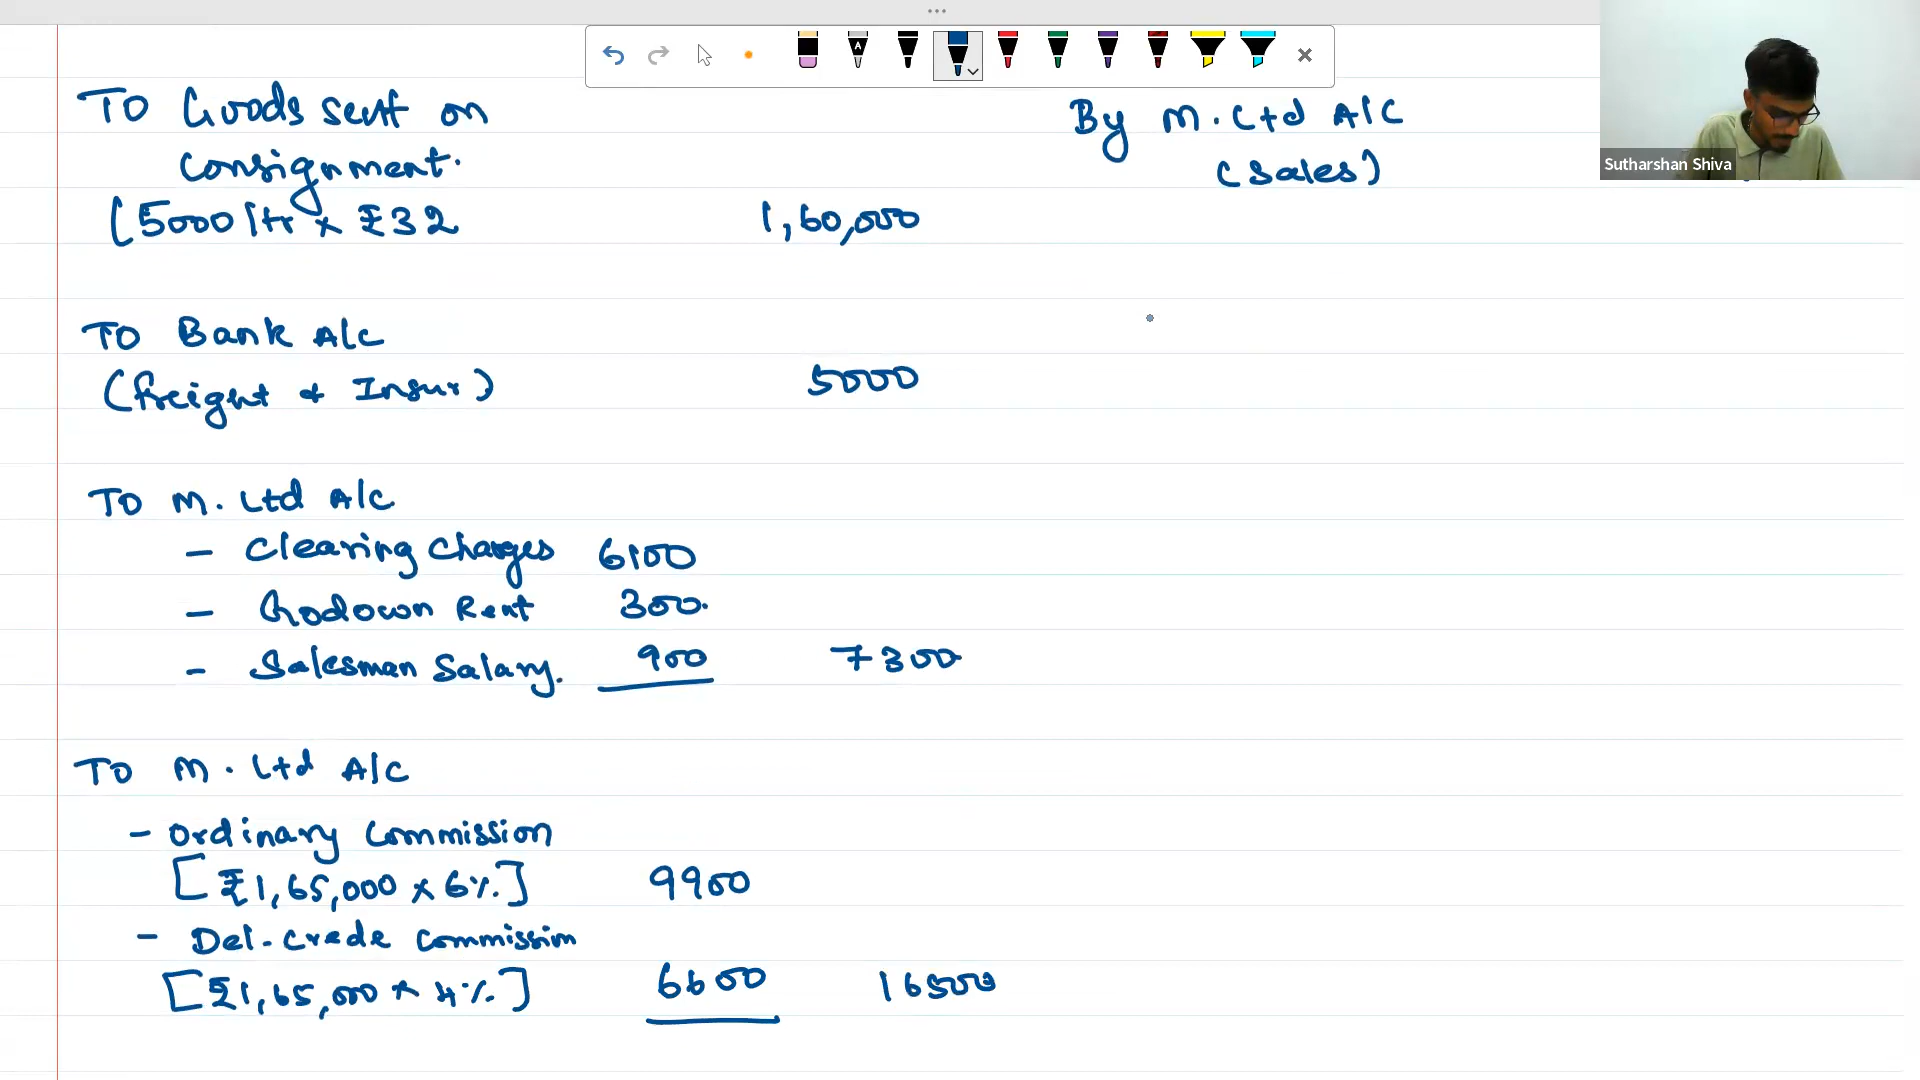 TO Goods sent on
consignment.
(5000 ltr x ₹32 1,60,000
TO Bank A/c
(freight & Insur) 5000
TO M. Ltd A/c
- Clearing Charges 6100
- Godown Rent 300.
- Salesman Salary. 900 7300
TO M. Ltd A/c
- Ordinary Commission
[₹1,65,000 x 6%] 9900
- Del-Crede Commission
[₹1,65,000 x 4%] 6600 16500
By M. Ltd A/C
(Sales)
A
Sutharshan Shiva